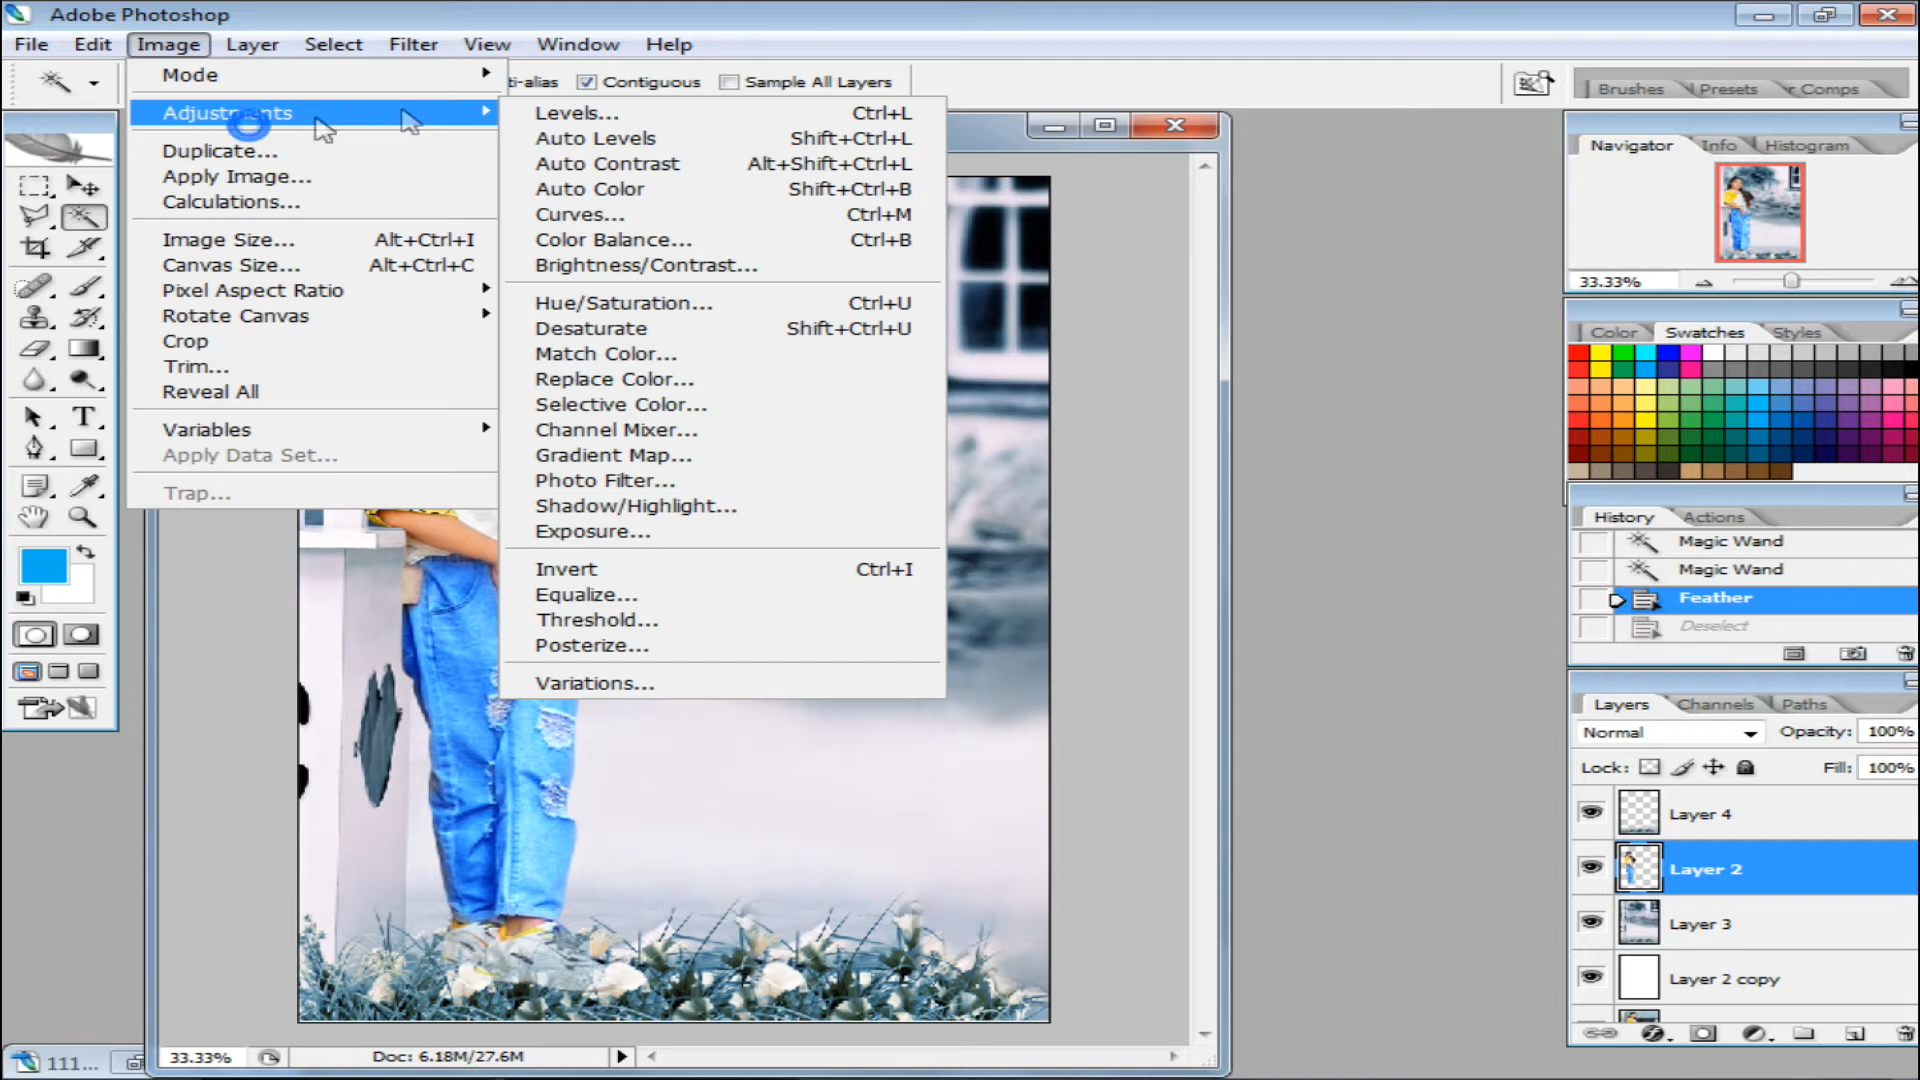 Adobe Photoshop
File Edit Image Layer Select Filter View Window Help
ti-alias Contiguous Sample All Layers
Brushes Presets r Comps
Mode
Adjustments
Duplicate...
Apply Image...
Calculations...
Image Size... Alt+Ctrl+I
Canvas Size... Alt+Ctrl+C
Pixel Aspect Ratio
Rotate Canvas
Crop
Trim...
Reveal All
Variables
Apply Data Set...
Trap...
Levels... Ctrl+L
Auto Levels Shift+Ctrl+L
Auto Contrast Alt+Shift+Ctrl+L
Auto Color Shift+Ctrl+B
Curves... Ctrl+M
Color Balance... Ctrl+B
Brightness/Contrast...
Hue/Saturation... Ctrl+U
Desaturate Shift+Ctrl+U
Match Color...
Replace Color...
Selective Color...
Channel Mixer...
Gradient Map...
Photo Filter...
Shadow/Highlight...
Exposure...
Invert Ctrl+I
Equalize...
Threshold...
Posterize...
Variations...
Navigator Info Histogram
33.33%
Color Swatches Styles
History Actions
Magic Wand
Magic Wand
Feather
Deselect
Layers Channels Paths
Normal Opacity: 100%
Lock: Fill: 100%
Layer 4
Layer 2
Layer 3
Layer 2 copy
33.33% Doc: 6.18M/27.6M
111...